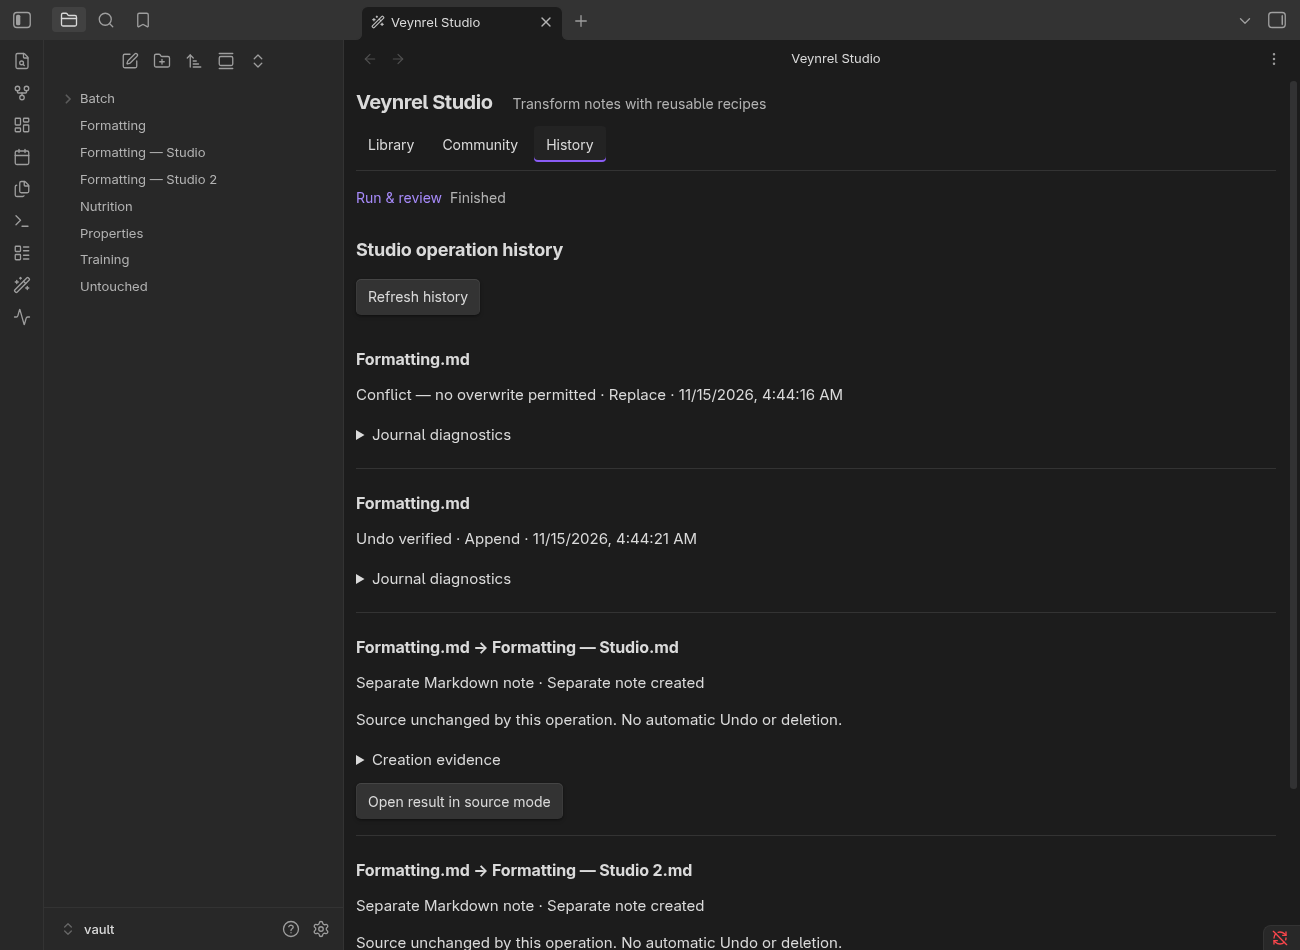 Veynrel Studio
Veynrel Studio
Batch
Formatting
Formatting — Studio
Formatting — Studio 2
Nutrition
Properties
Training
Untouched
vault
Veynrel Studio Transform notes with reusable recipes
Library Community History
Run & review Finished
Studio operation history
Refresh history
Formatting.md
Conflict — no overwrite permitted · Replace · 11/15/2026, 4:44:16 AM
Journal diagnostics
Formatting.md
Undo verified · Append · 11/15/2026, 4:44:21 AM
Journal diagnostics
Formatting.md → Formatting — Studio.md
Separate Markdown note · Separate note created
Source unchanged by this operation. No automatic Undo or deletion.
Creation evidence
Open result in source mode
Formatting.md → Formatting — Studio 2.md
Separate Markdown note · Separate note created
Source unchanged by this operation. No automatic Undo or deletion.